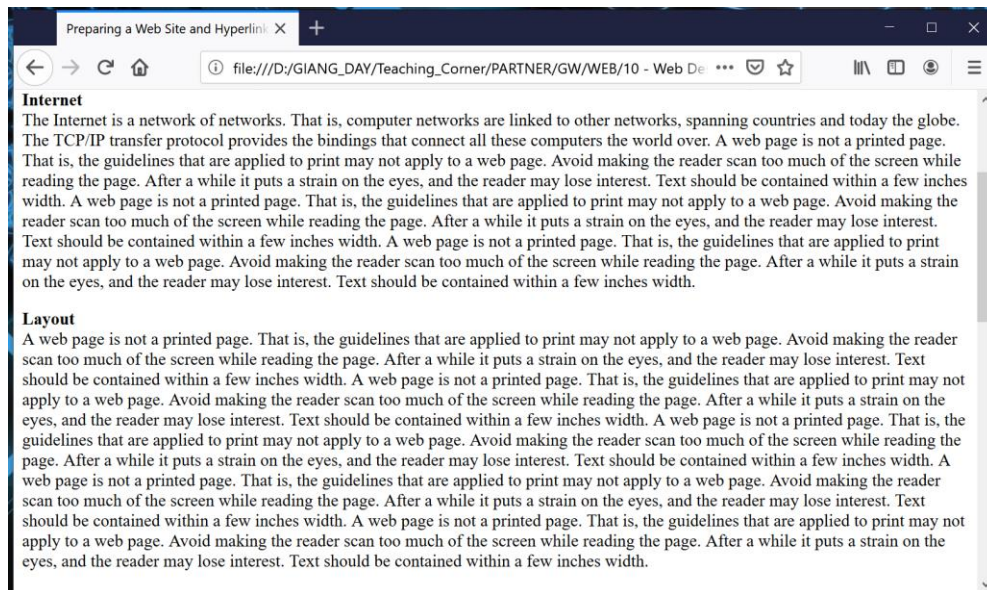 Preparing a Web Site and Hyperlink
file:///D:/GIANG_DAY/Teaching_Corner/PARTNER/GW/WEB/10 - Web De
Internet
The Internet is a network of networks. That is, computer networks are linked to other networks, spanning countries and today the globe.
The TCP/IP transfer protocol provides the bindings that connect all these computers the world over. A web page is not a printed page.
That is, the guidelines that are applied to print may not apply to a web page. Avoid making the reader scan too much of the screen while
reading the page. After a while it puts a strain on the eyes, and the reader may lose interest. Text should be contained within a few inches
width. A web page is not a printed page. That is, the guidelines that are applied to print may not apply to a web page. Avoid making the
reader scan too much of the screen while reading the page. After a while it puts a strain on the eyes, and the reader may lose interest.
Text should be contained within a few inches width. A web page is not a printed page. That is, the guidelines that are applied to print
may not apply to a web page. Avoid making the reader scan too much of the screen while reading the page. After a while it puts a strain
on the eyes, and the reader may lose interest. Text should be contained within a few inches width.
Layout
A web page is not a printed page. That is, the guidelines that are applied to print may not apply to a web page. Avoid making the reader
scan too much of the screen while reading the page. After a while it puts a strain on the eyes, and the reader may lose interest. Text
should be contained within a few inches width. A web page is not a printed page. That is, the guidelines that are applied to print may not
apply to a web page. Avoid making the reader scan too much of the screen while reading the page. After a while it puts a strain on the
eyes, and the reader may lose interest. Text should be contained within a few inches width. A web page is not a printed page. That is, the
guidelines that are applied to print may not apply to a web page. Avoid making the reader scan too much of the screen while reading the
page. After a while it puts a strain on the eyes, and the reader may lose interest. Text should be contained within a few inches width. A
web page is not a printed page. That is, the guidelines that are applied to print may not apply to a web page. Avoid making the reader
scan too much of the screen while reading the page. After a while it puts a strain on the eyes, and the reader may lose interest. Text
should be contained within a few inches width. A web page is not a printed page. That is, the guidelines that are applied to print may not
apply to a web page. Avoid making the reader scan too much of the screen while reading the page. After a while it puts a strain on the
eyes, and the reader may lose interest. Text should be contained within a few inches width.